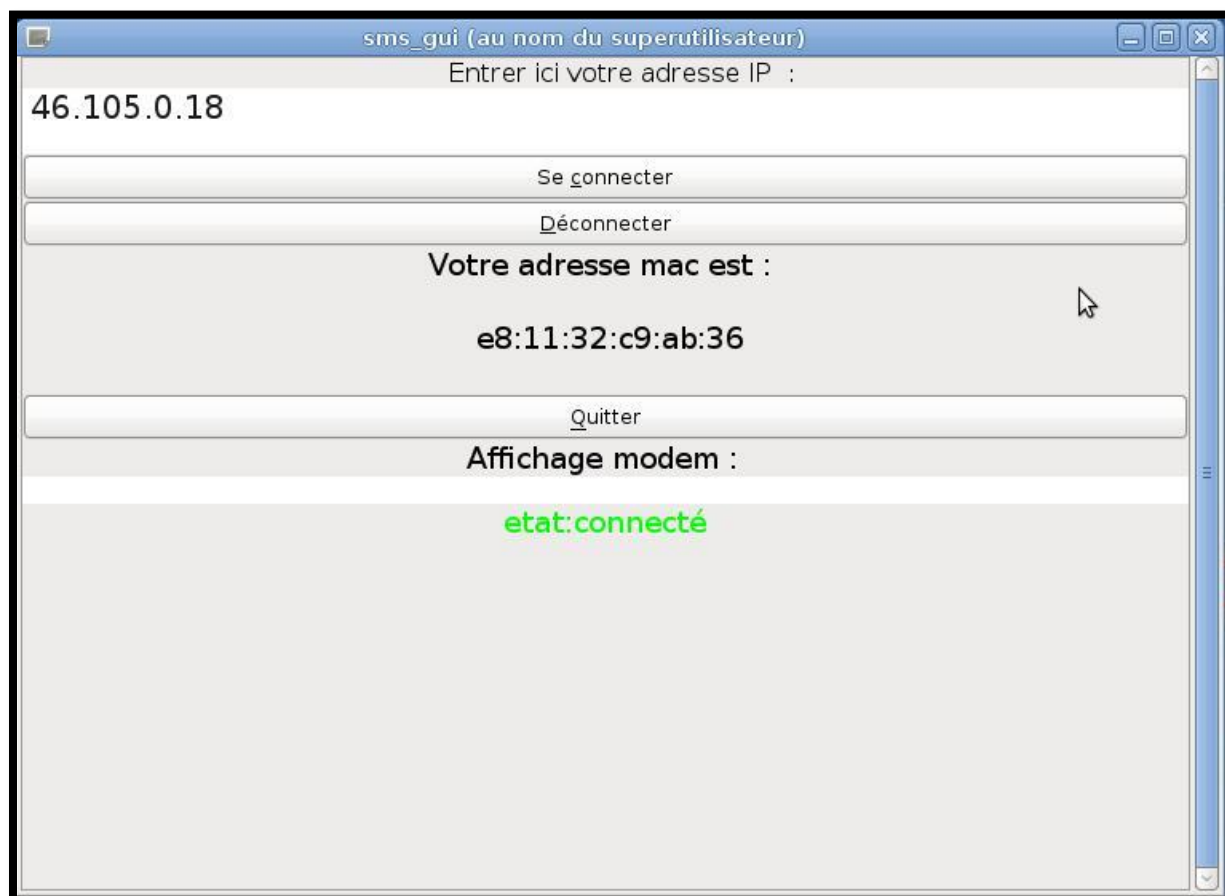 sms_gui (au nom du superutilisateur)
Entrer ici votre adresse IP  :
46.105.0.18
Se connecter
Déconnecter
Votre adresse mac est :
e8:11:32:c9:ab:36
Quitter
Affichage modem :
etat:connecté